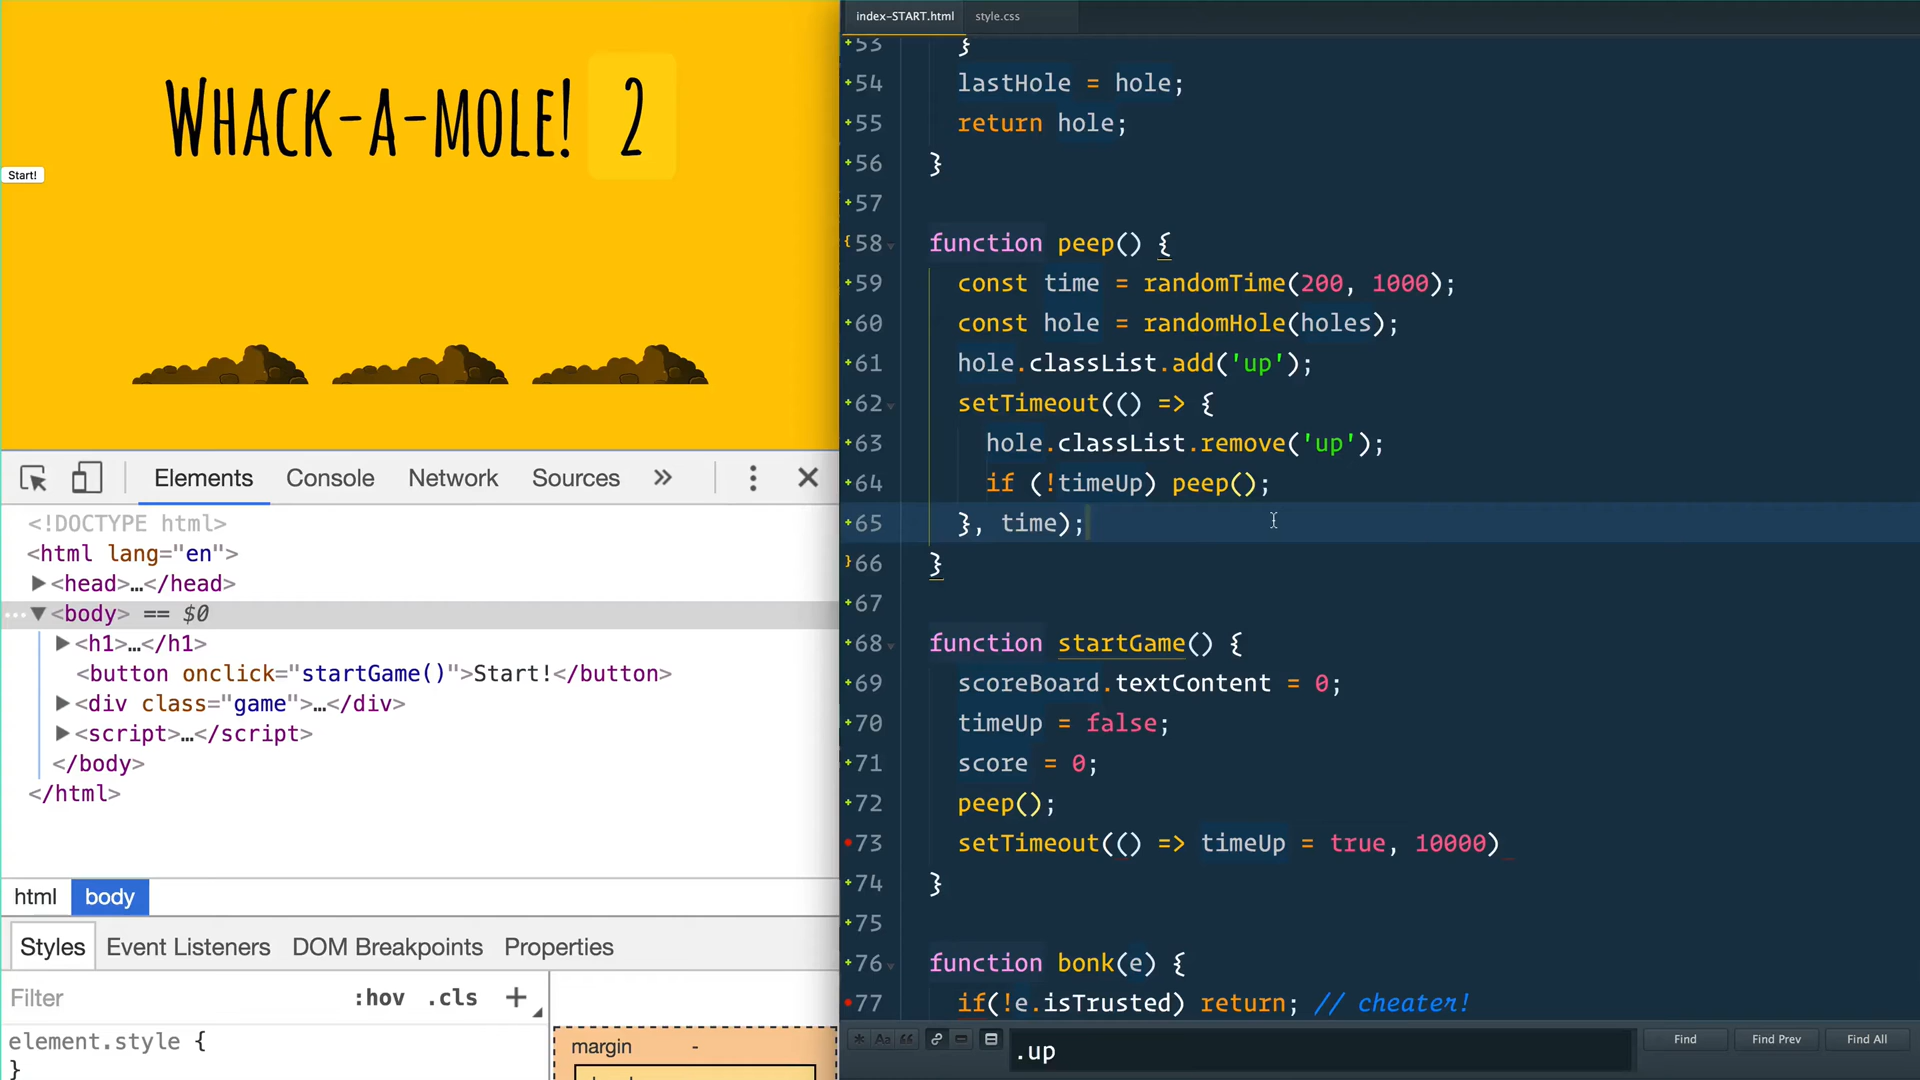 Whack-a-mole! 2
Start!
Elements Console Network Sources »
<!DOCTYPE html>
<html lang="en">
▶<head>…</head>
… ▼<body> == $0
▶<h1>…</h1>
<button onclick="startGame()">Start!</button>
▶<div class="game">…</div>
▶<script>…</script>
</body>
</html>
html body
Styles Event Listeners DOM Breakpoints Properties
Filter :hov .cls +
element.style {
}
margin -
index-START.html style.css
53 }
54 lastHole = hole;
55 return hole;
56 }
57
58 function peep() {
59 const time = randomTime(200, 1000);
60 const hole = randomHole(holes);
61 hole.classList.add('up');
62 setTimeout(() => {
63 hole.classList.remove('up');
64 if (!timeUp) peep();
65 }, time);
66 }
67
68 function startGame() {
69 scoreBoard.textContent = 0;
70 timeUp = false;
71 score = 0;
72 peep();
73 setTimeout(() => timeUp = true, 10000)
74 }
75
76 function bonk(e) {
77 if(!e.isTrusted) return; // cheater!
.up
Find Find Prev Find All